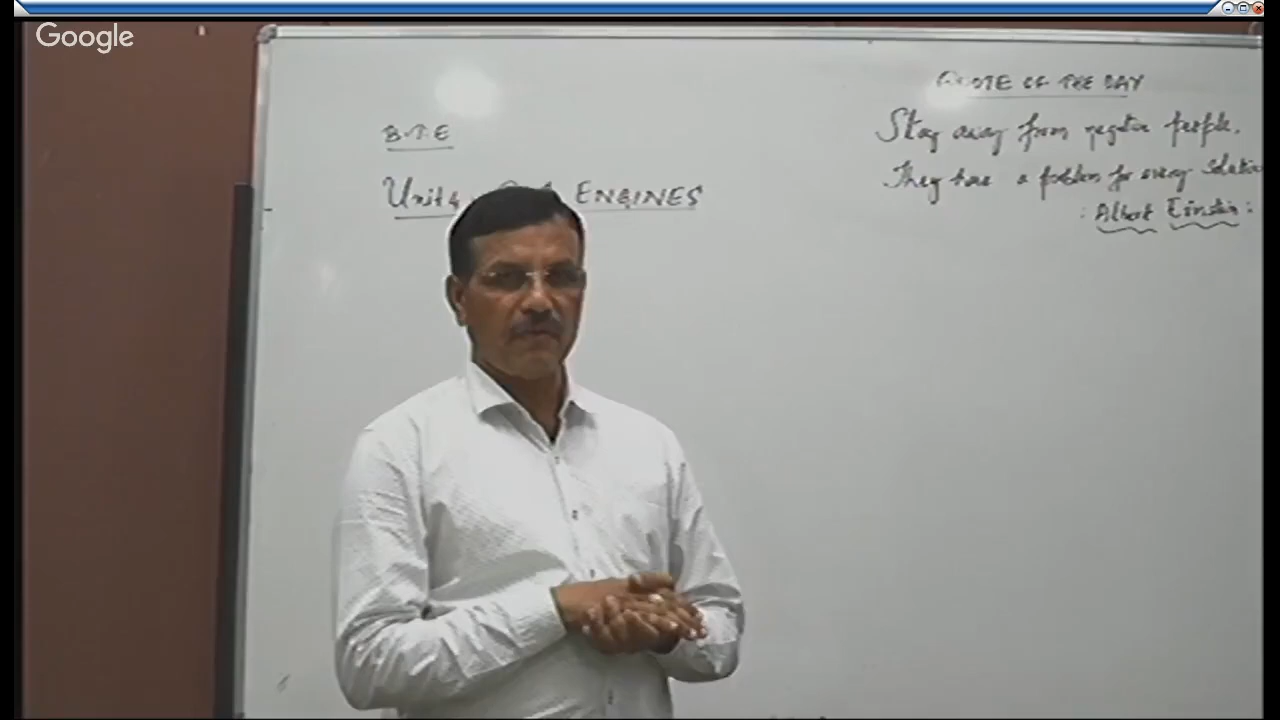 Google
B.T.E
Unit 4 ENGINES
QUOTE OF THE DAY
Stay away from negative people.
They have a problem for every solution
: Albert Einstein :